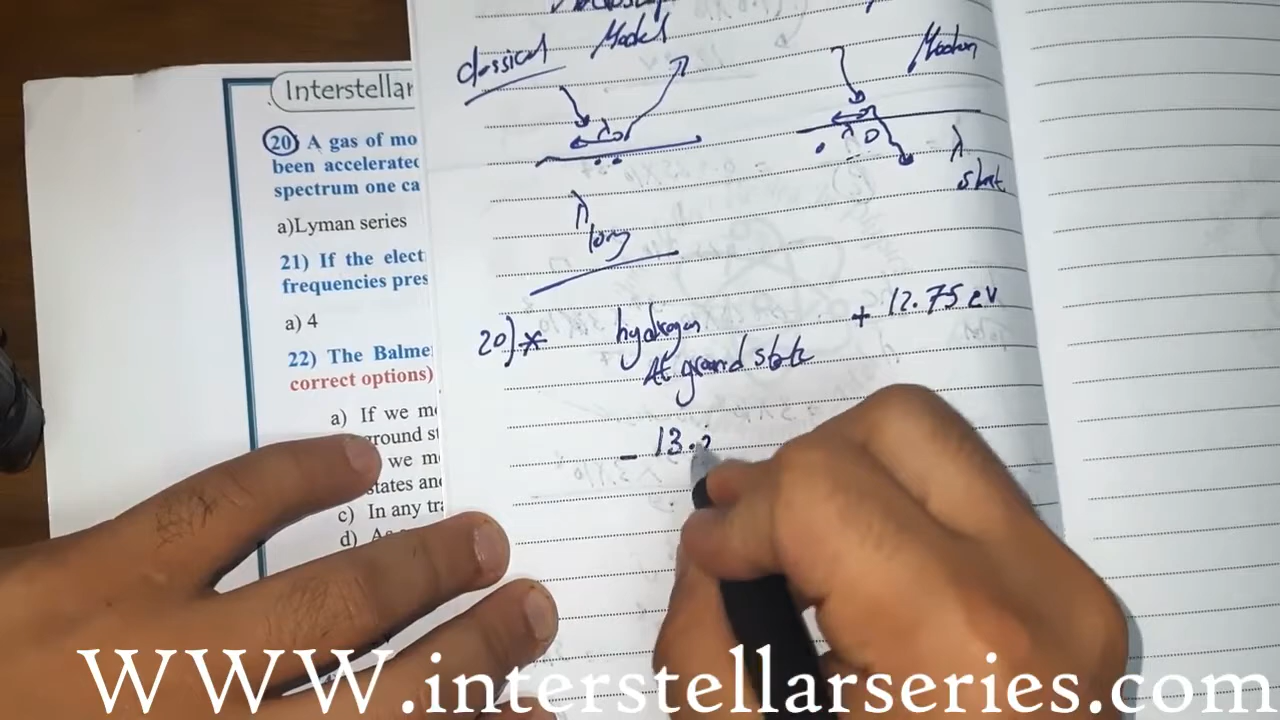 Classical Model
Modern
λ long
λ short
20)* hydrogen + 12.75 eV
At ground state
- 13.
Interstellar
20) A gas of mo
been accelerated
spectrum one ca
a)Lyman series
21) If the elect
frequencies pres
a) 4
22) The Balme
correct options)
a) If we m
ground st
we m
states and
c) In any tr
d) As
WWW.interstellarseries.com